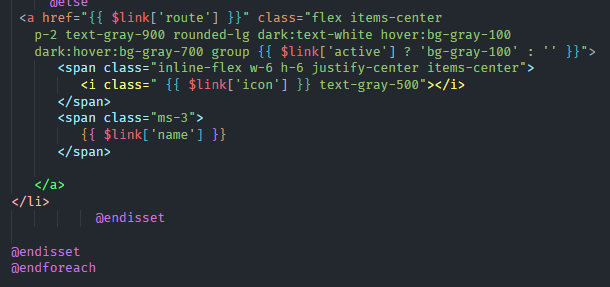 @else
<a href="{{ $link['route'] }}" class="flex items-center
p-2 text-gray-900 rounded-lg dark:text-white hover:bg-gray-100
dark:hover:bg-gray-700 group {{ $link['active'] ? 'bg-gray-100' : '' }}">
<span class="inline-flex w-6 h-6 justify-center items-center">
<i class=" {{ $link['icon'] }} text-gray-500"></i>
</span>
<span class="ms-3">
{{ $link['name'] }}
</span>
</a>
</li>
@endisset
@endisset
@endforeach